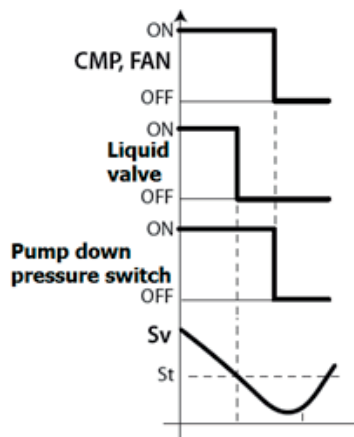 ON
CMP, FAN
OFF
ON
Liquid
valve
OFF
ON
Pump down
pressure switch
OFF
Sv
St